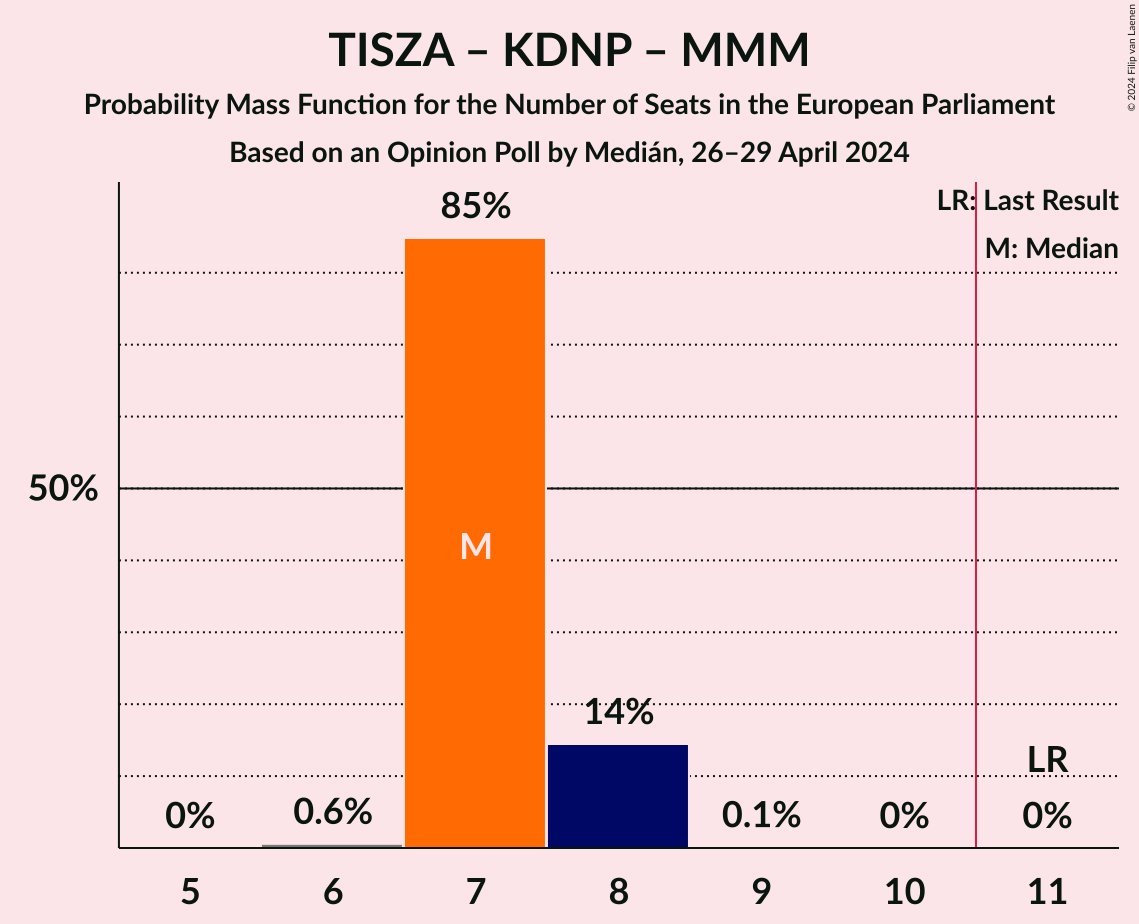 TISZA – KDNP – MMM
Probability Mass Function for the Number of Seats in the European Parliament
Based on an Opinion Poll by Medián, 26–29 April 2024
© 2024 Filip van Laenen
LR: Last Result
M: Median
85%
50%
M
14%
LR
0%
0.6%
0.1%
0%
0%
5
6
7
8
9
10
11